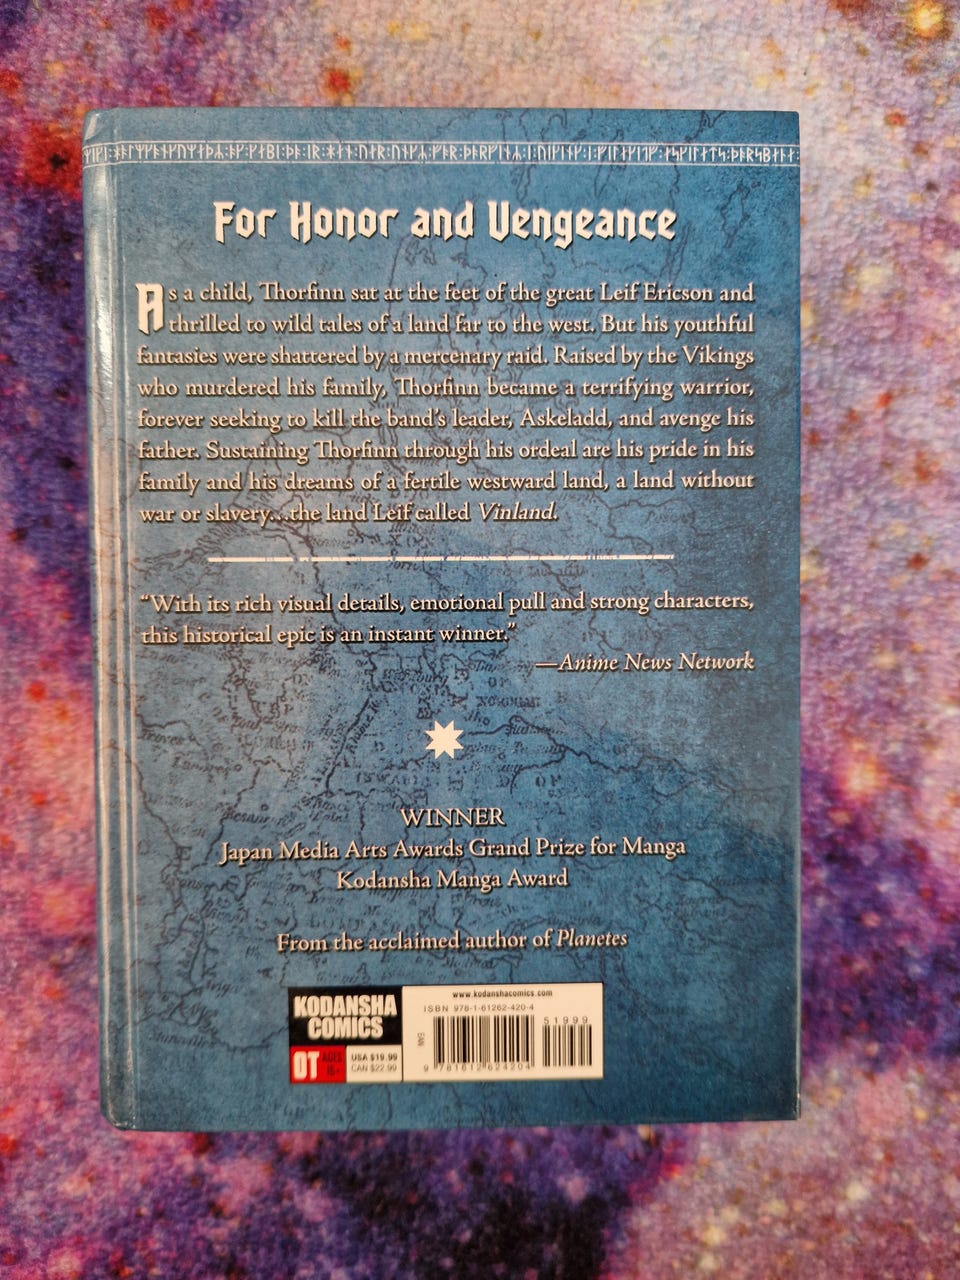 For Honor and Vengeance
As a child, Thorfinn sat at the feet of the great Leif Ericson and
thrilled to wild tales of a land far to the west. But his youthful
fantasies were shattered by a mercenary raid. Raised by the Vikings
who murdered his family, Thorfinn became a terrifying warrior,
forever seeking to kill the band's leader, Askeladd, and avenge his
father. Sustaining Thorfinn through his ordeal are his pride in his
family and his dreams of a fertile westward land, a land without
war or slavery...the land Leif called Vinland.
“With its rich visual details, emotional pull and strong characters,
this historical epic is an instant winner.”
—Anime News Network
WINNER
Japan Media Arts Awards Grand Prize for Manga
Kodansha Manga Award
From the acclaimed author of Planetes
KODANSHA
COMICS
OT AGES 16+
USA $19.99
CAN $22.99
www.kodanshacomics.com
ISBN 978-1-61262-420-4
51999
EAN
9 781612 624204